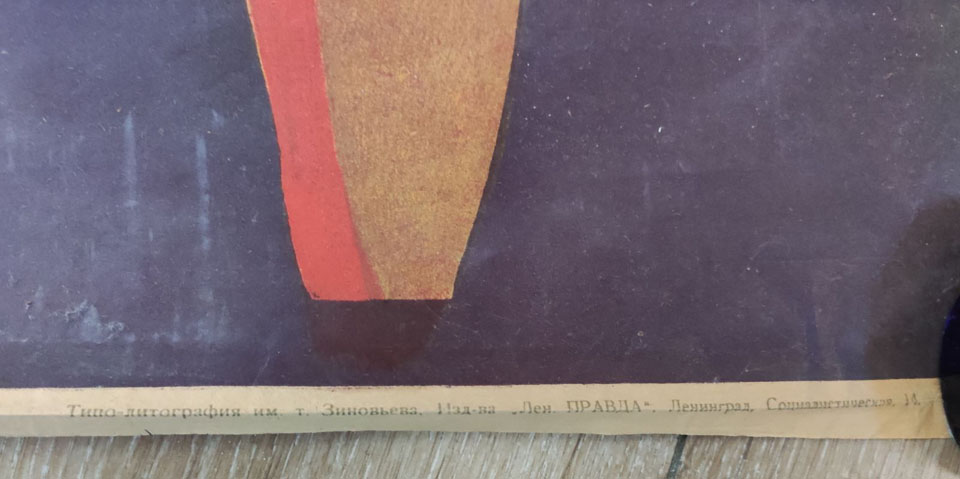 Типо-литография им. т. Зиновьева. Изд-ва „Лен. ПРАВДА“. Ленинград, Социалистическая, 14.